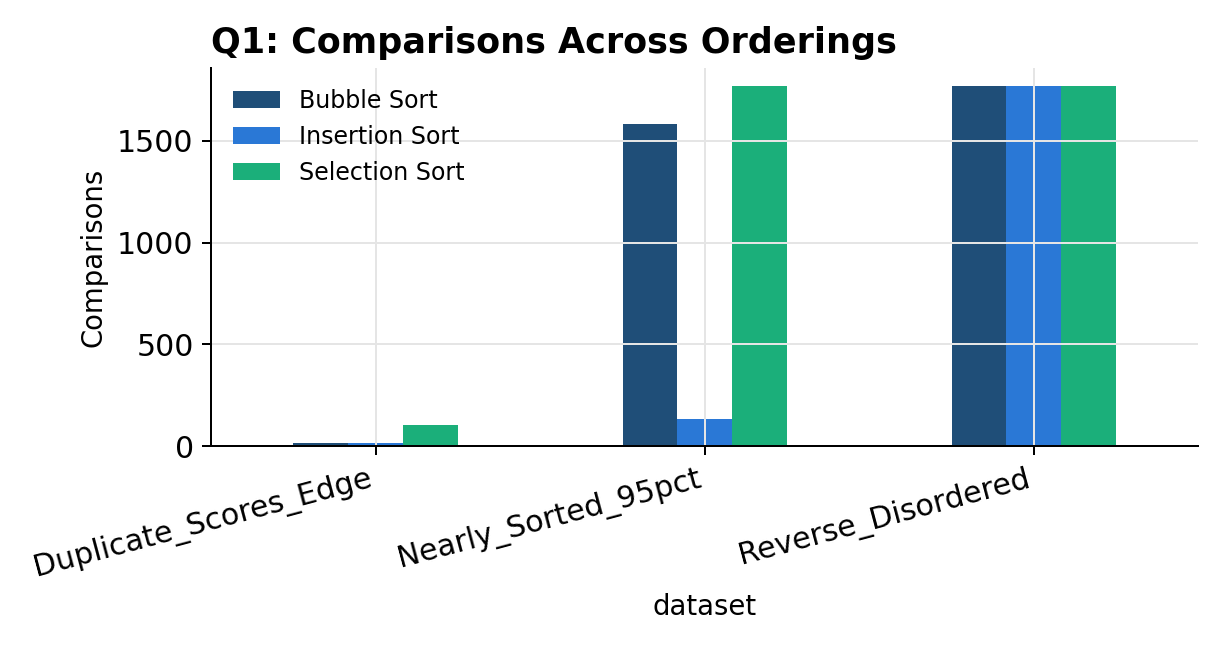 Q1: Comparisons Across Orderings
Bubble Sort
Insertion Sort
Selection Sort
Comparisons
1500
1000
500
0
Duplicate_Scores_Edge
Nearly_Sorted_95pct
Reverse_Disordered
dataset